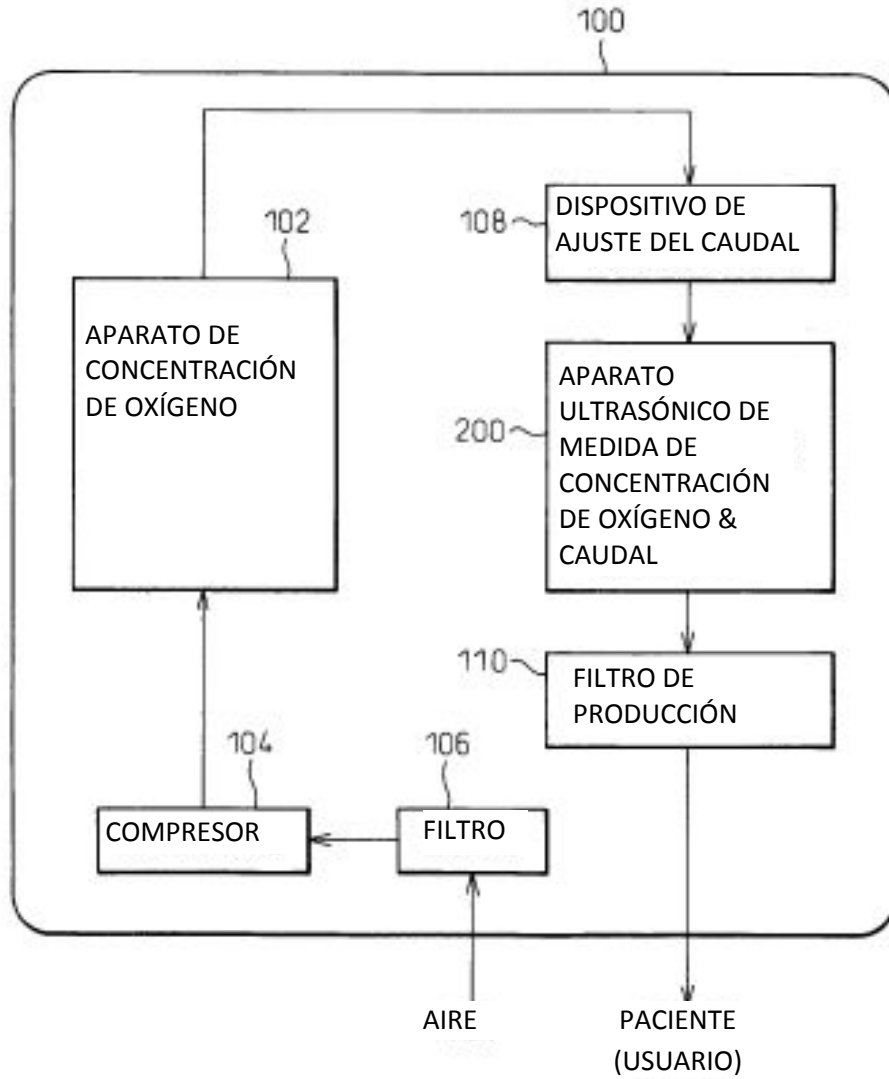 100
102
108
DISPOSITIVO DE
AJUSTE DEL CAUDAL
APARATO DE
CONCENTRACIÓN
DE OXÍGENO
200
APARATO
ULTRASÓNICO DE
MEDIDA DE
CONCENTRACIÓN
DE OXÍGENO &
CAUDAL
110
FILTRO DE
PRODUCCIÓN
104
106
COMPRESOR
FILTRO
AIRE
PACIENTE
(USUARIO)